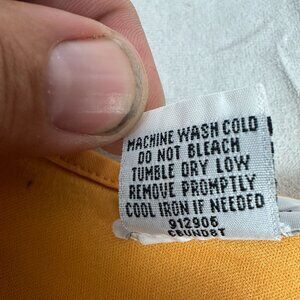 MACHINE WASH COLD
DO NOT BLEACH
TUMBLE DRY LOW
REMOVE PROMPTLY
COOL IRON IF NEEDED
912906